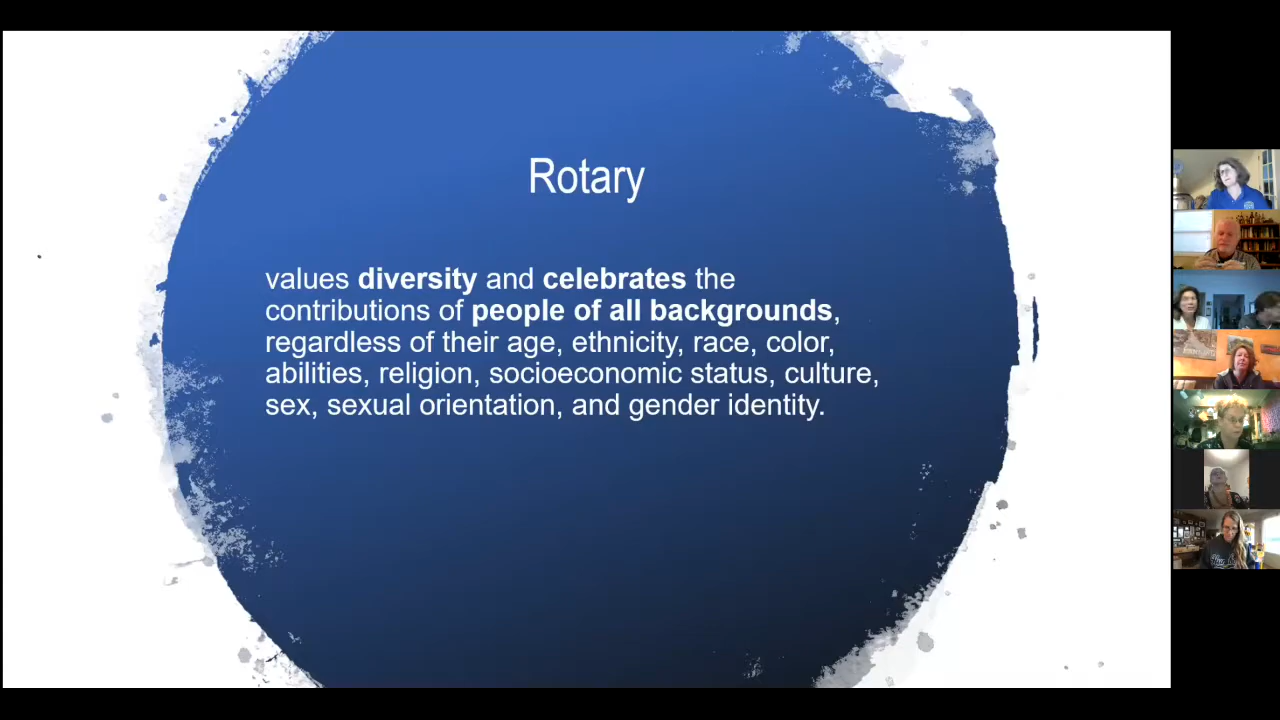 Rotary
values diversity and celebrates the
contributions of people of all backgrounds,
regardless of their age, ethnicity, race, color,
abilities, religion, socioeconomic status, culture,
sex, sexual orientation, and gender identity.